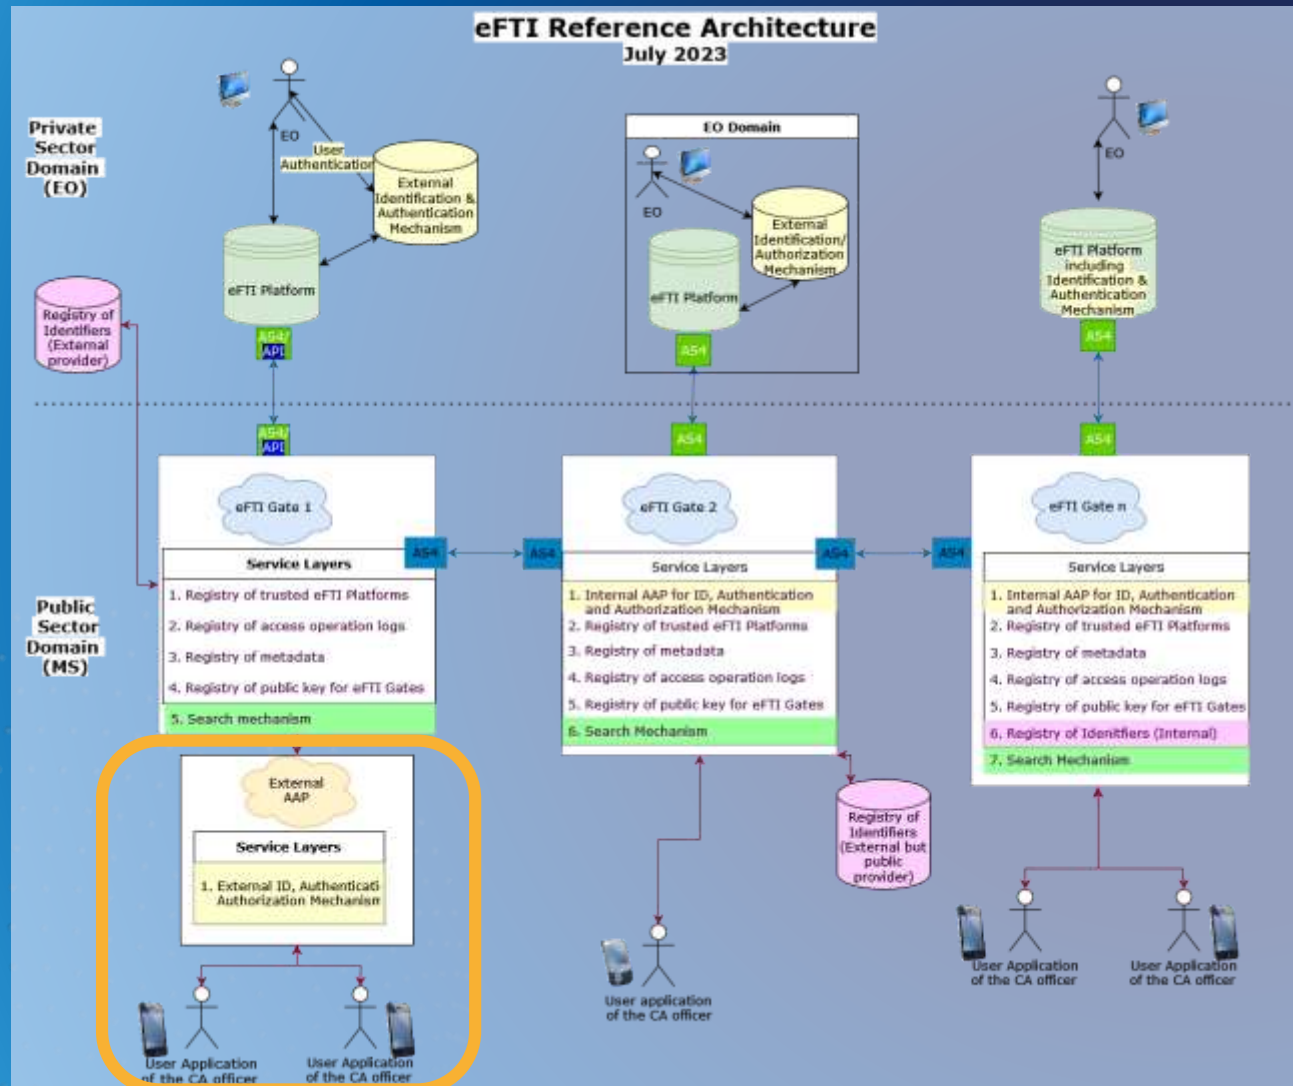 eFTI Reference Architecture
July 2023
Private
Sector
Domain
(EO)
EO
User
Authentication
External
Identification &
Authentication
Mechanism
eFTI Platform
AS4/
API
Registry of
Identifiers
(External
provider)
EO Domain
EO
External
Identification/
Authorization
Mechanism
eFTI Platform
AS4
EO
eFTI Platform
including
Identification &
Authentication
Mechanism
AS4
Public
Sector
Domain
(MS)
AS4/
API
eFTI Gate 1
AS4
Service Layers
1. Registry of trusted eFTI Platforms
2. Registry of access operation logs
3. Registry of metadata
4. Registry of public key for eFTI Gates
5. Search mechanism
External
AAP
Service Layers
1. External ID, Authenticati
Authorization Mechanism
User Application
of the CA officer
User Application
of the CA officer
AS4
eFTI Gate 2
AS4
AS4
Service Layers
1. Internal AAP for ID, Authentication
and Authorization Mechanism
2. Registry of trusted eFTI Platforms
3. Registry of metadata
4. Registry of access operation logs
5. Registry of public key for eFTI Gates
6. Search Mechanism
Registry of
Identifiers
(External but
public
provider)
User application
of the CA officer
AS4
eFTI Gate n
AS4
Service Layers
1. Internal AAP for ID, Authentication
and Authorization Mechanism
2. Registry of trusted eFTI Platforms
3. Registry of metadata
4. Registry of access operation logs
5. Registry of public key for eFTI Gates
6. Registry of Idenitfiers (Internal)
7. Search Mechanism
User Application
of the CA officer
User Application
of the CA officer